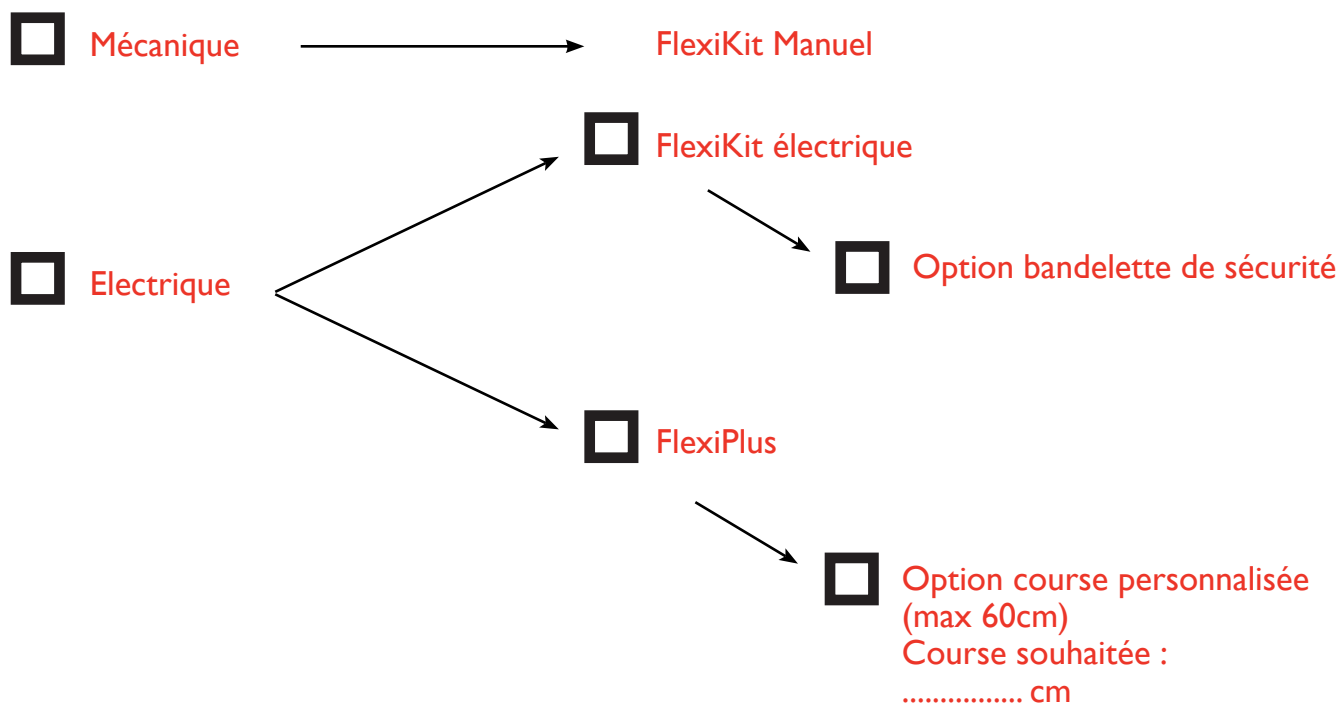 Mécanique
FlexiKit Manuel
FlexiKit électrique
Option bandelette de sécurité
Electrique
FlexiPlus
Option course personnalisée
(max 60cm)
Course souhaitée :
................ cm